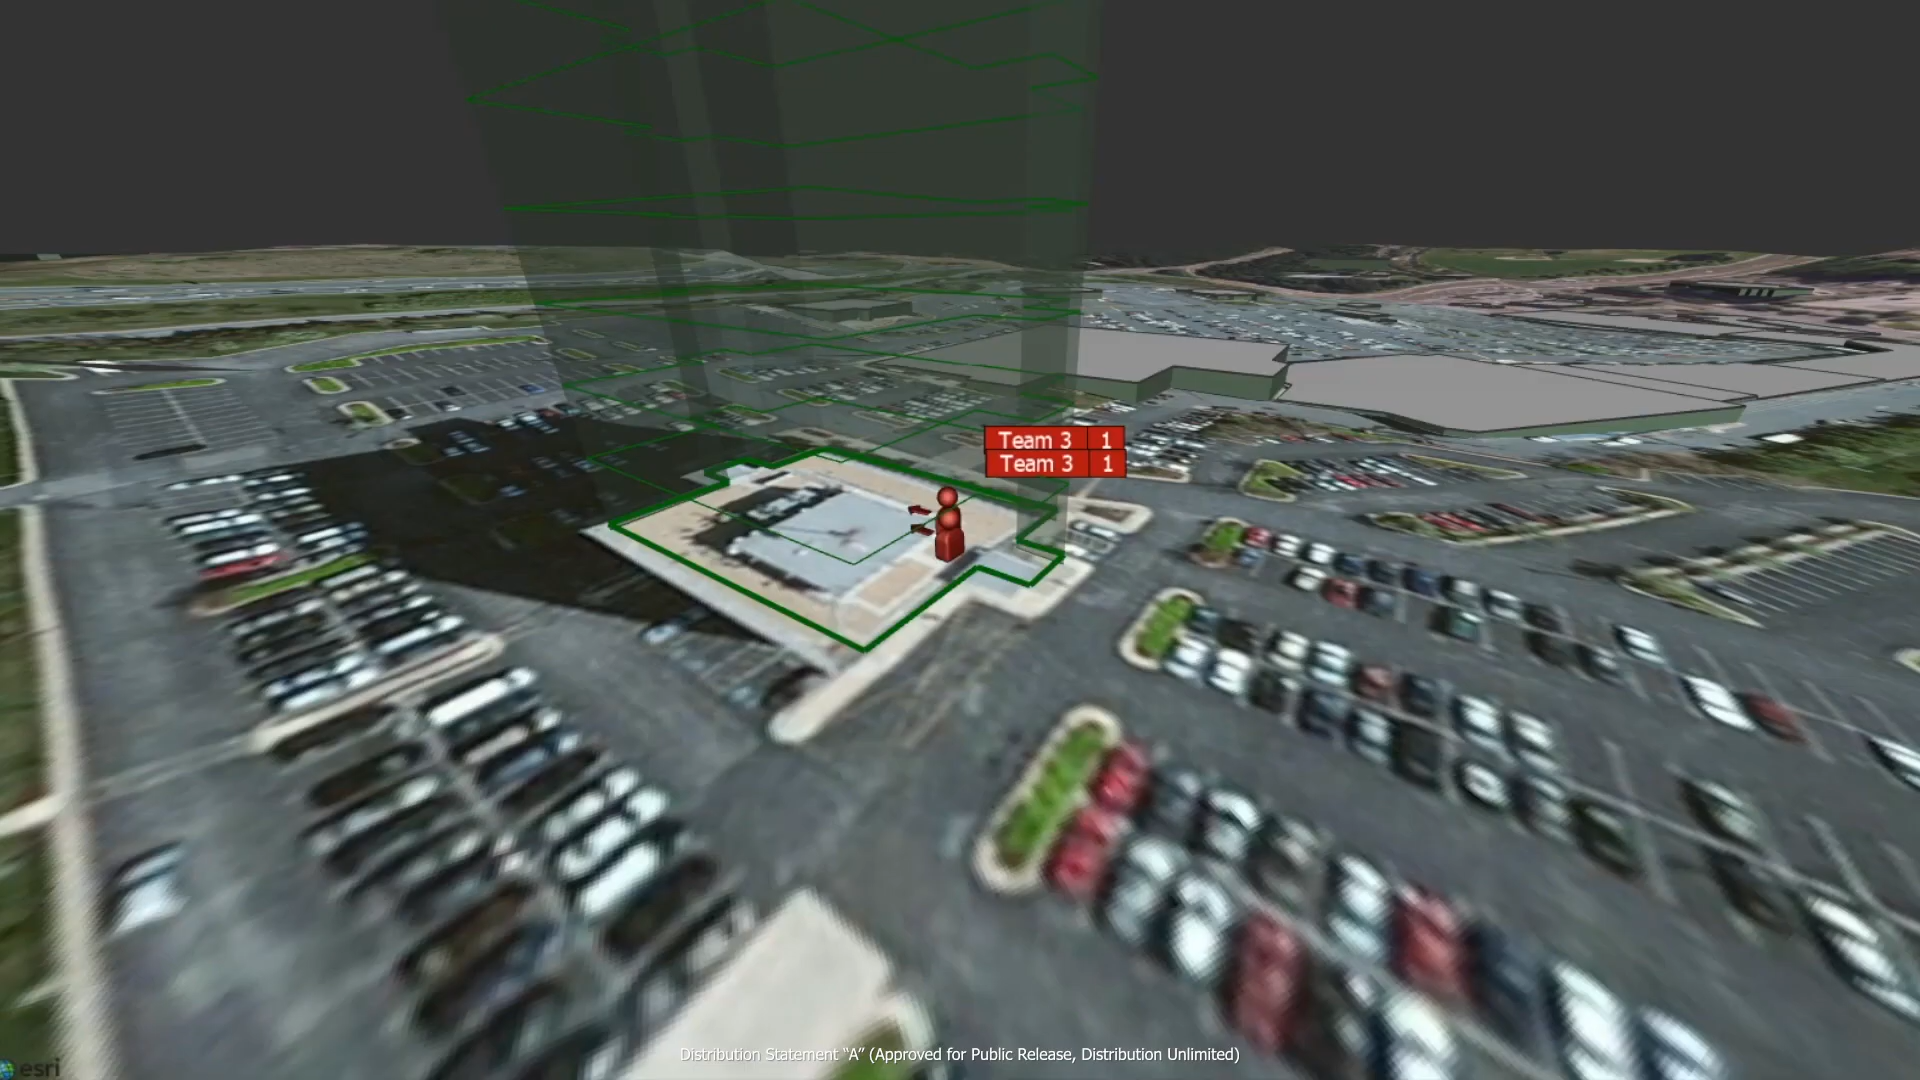 Team 3 1
Team 3 1
Distribution Statement “A” (Approved for Public Release, Distribution Unlimited)
esri